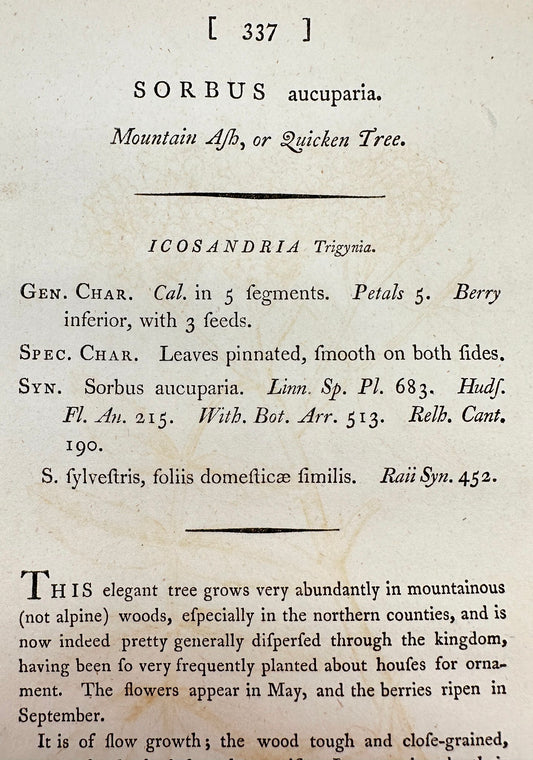 [ 337 ]
SORBUS aucuparia.
Mountain Aſh, or Quicken Tree.
ICOSANDRIA Trigynia.
GEN. CHAR. Cal. in 5 ſegments. Petals 5. Berry
inferior, with 3 ſeeds.
SPEC. CHAR. Leaves pinnated, ſmooth on both ſides.
SYN. Sorbus aucuparia. Linn. Sp. Pl. 683. Hudſ.
Fl. An. 215. With. Bot. Arr. 513. Relh. Cant.
190.
S. ſylveſtris, foliis domeſticæ ſimilis. Raii Syn. 452.
THIS elegant tree grows very abundantly in mountainous
(not alpine) woods, eſpecially in the northern counties, and is
now indeed pretty generally diſperſed through the kingdom,
having been ſo very frequently planted about houſes for orna-
ment. The flowers appear in May, and the berries ripen in
September.
It is of ſlow growth; the wood tough and cloſe-grained,